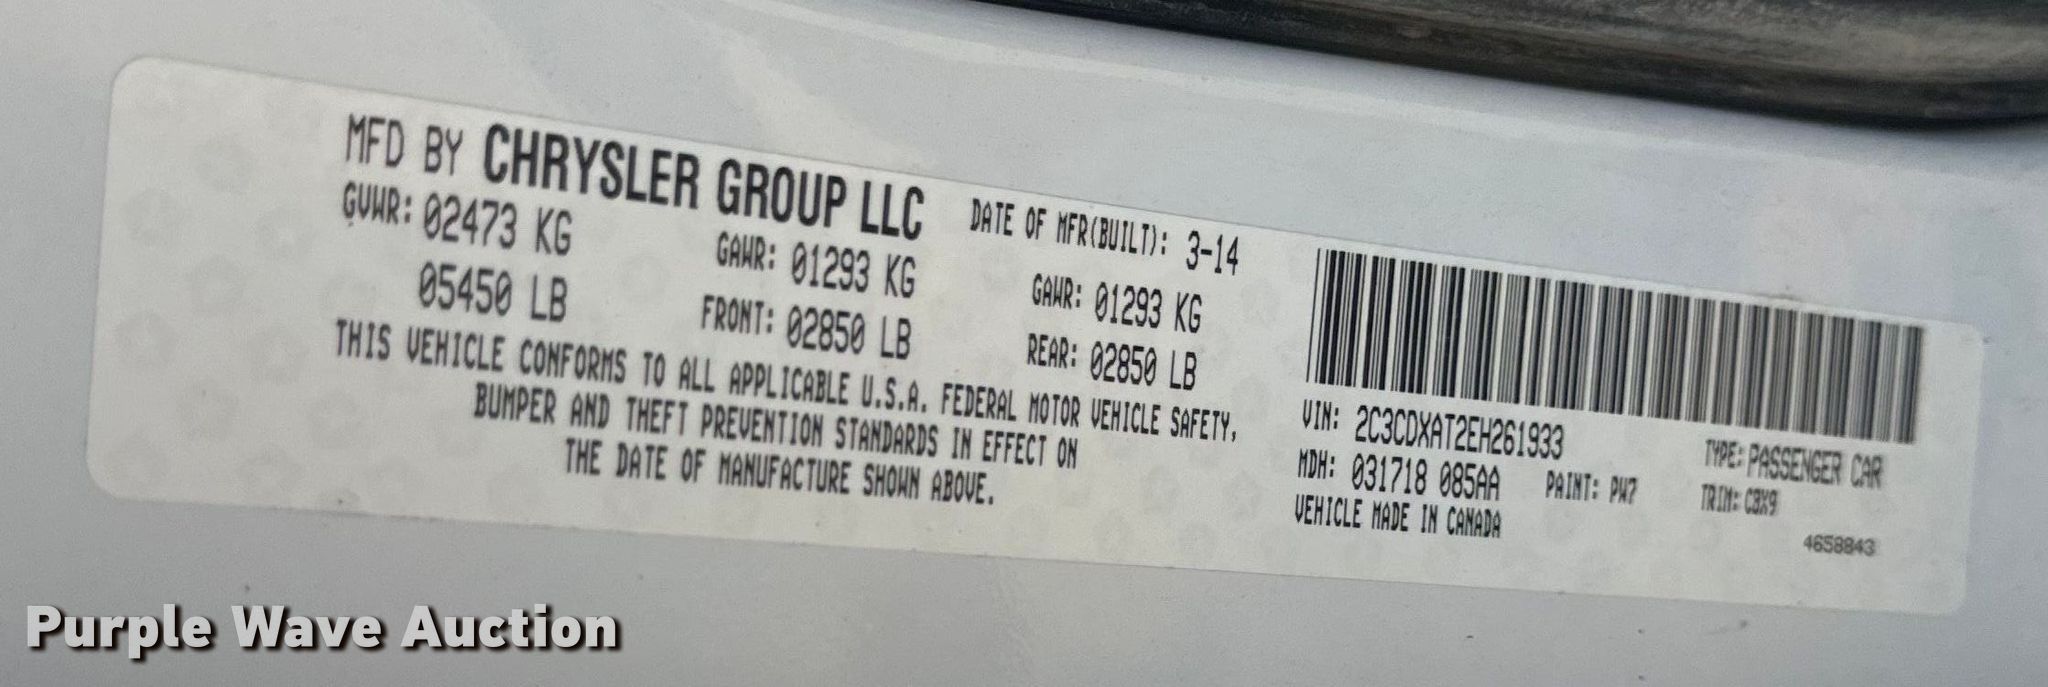 MFD BY CHRYSLER GROUP LLC
DATE OF MFR(BUILT): 3-14
GVWR: 02473 KG
05450 LB
GAWR: 01293 KG
FRONT: 02850 LB
GAWR: 01293 KG
REAR: 02850 LB
THIS VEHICLE CONFORMS TO ALL APPLICABLE U.S.A. FEDERAL MOTOR VEHICLE SAFETY,
BUMPER AND THEFT PREVENTION STANDARDS IN EFFECT ON
THE DATE OF MANUFACTURE SHOWN ABOVE.
VIN: 2C3CDXAT2EH261933
TYPE: PASSENGER CAR
MDH: 031718 085AA
PAINT: PW7
TRIM: C8X9
VEHICLE MADE IN CANADA
4658843
Purple Wave Auction